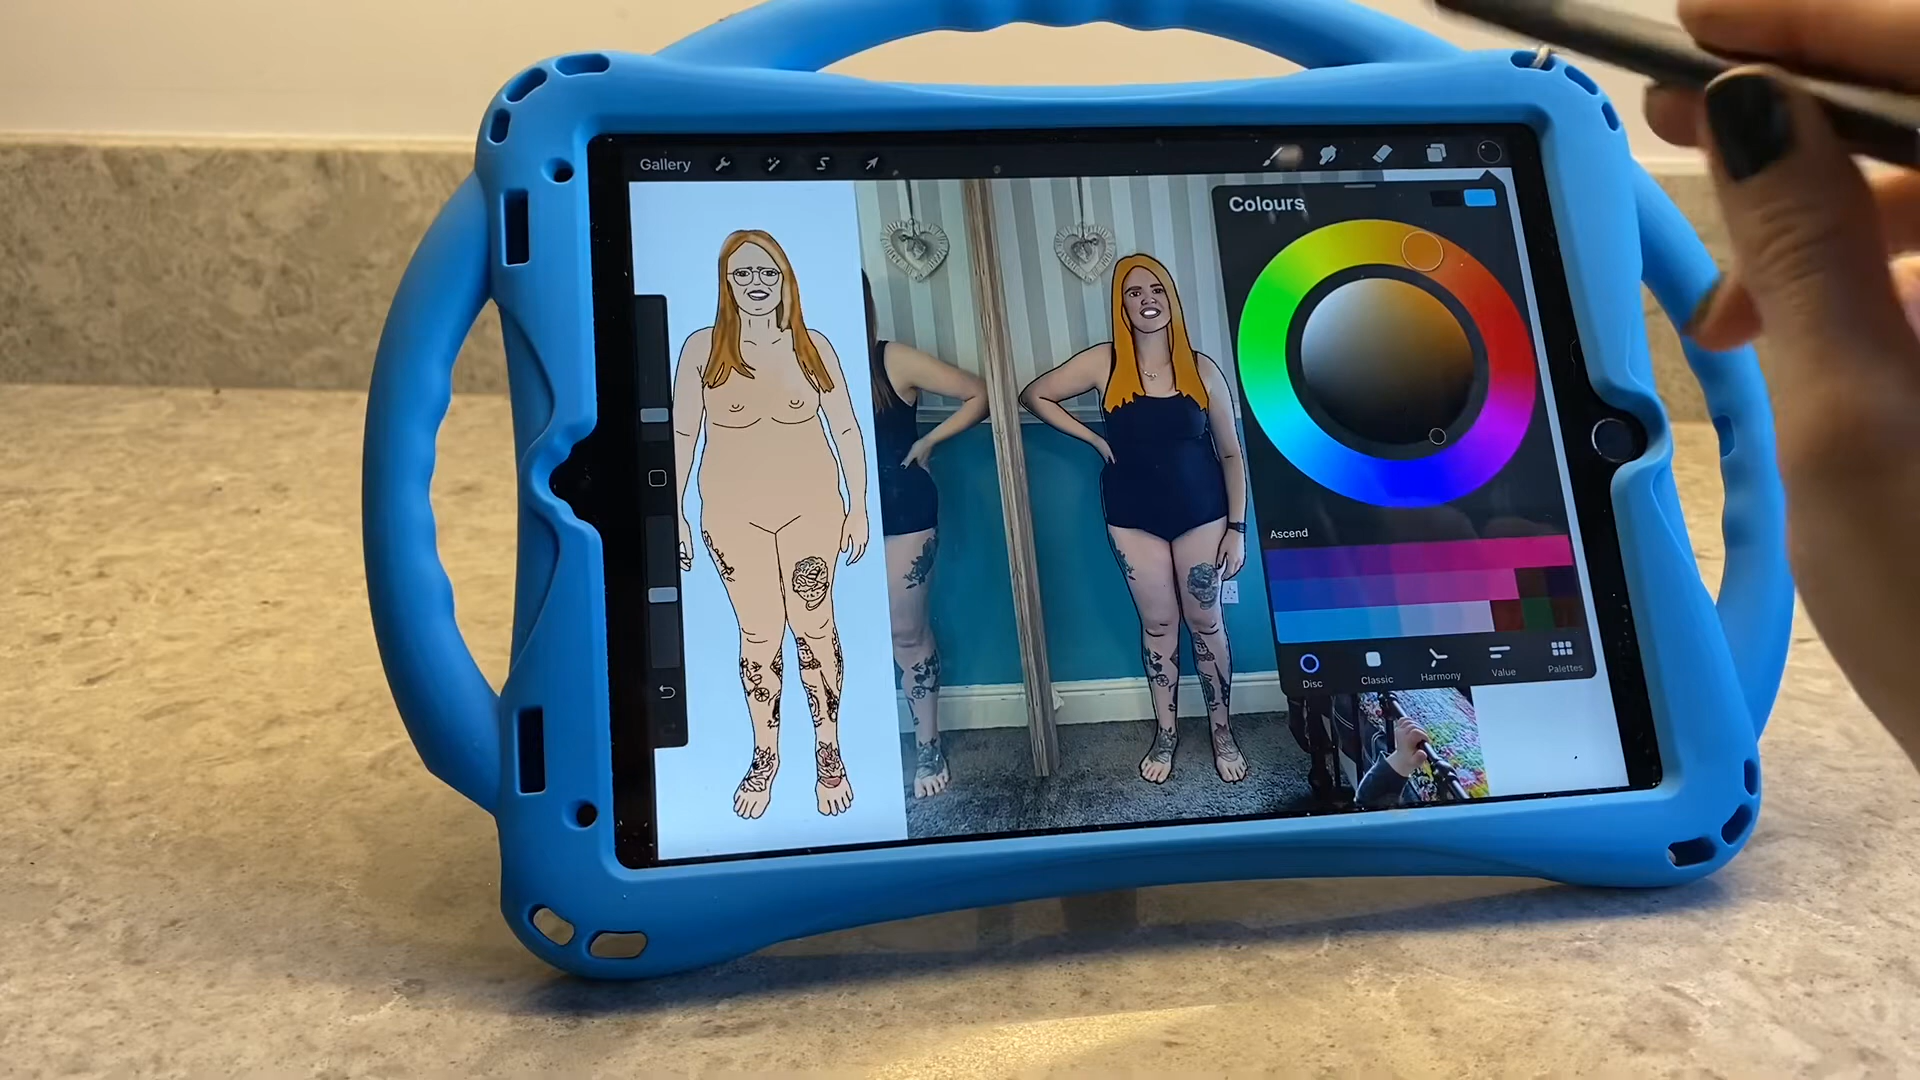 Gallery
Colours
Ascend
Disc
Classic
Harmony
Value
Palettes